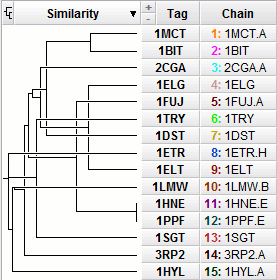 Similarity + - Tag Chain
1MCT 1: 1MCT.A
1BIT 2: 1BIT
2CGA 3: 2CGA.A
1ELG 4: 1ELG
1FUJ 5: 1FUJ.A
1TRY 6: 1TRY
1DST 7: 1DST
1ETR 8: 1ETR.H
1ELT 9: 1ELT
1LMW 10: 1LMW.B
1HNE 11: 1HNE.E
1PPF 12: 1PPF.E
1SGT 13: 1SGT
3RP2 14: 3RP2.A
1HYL 15: 1HYL.A